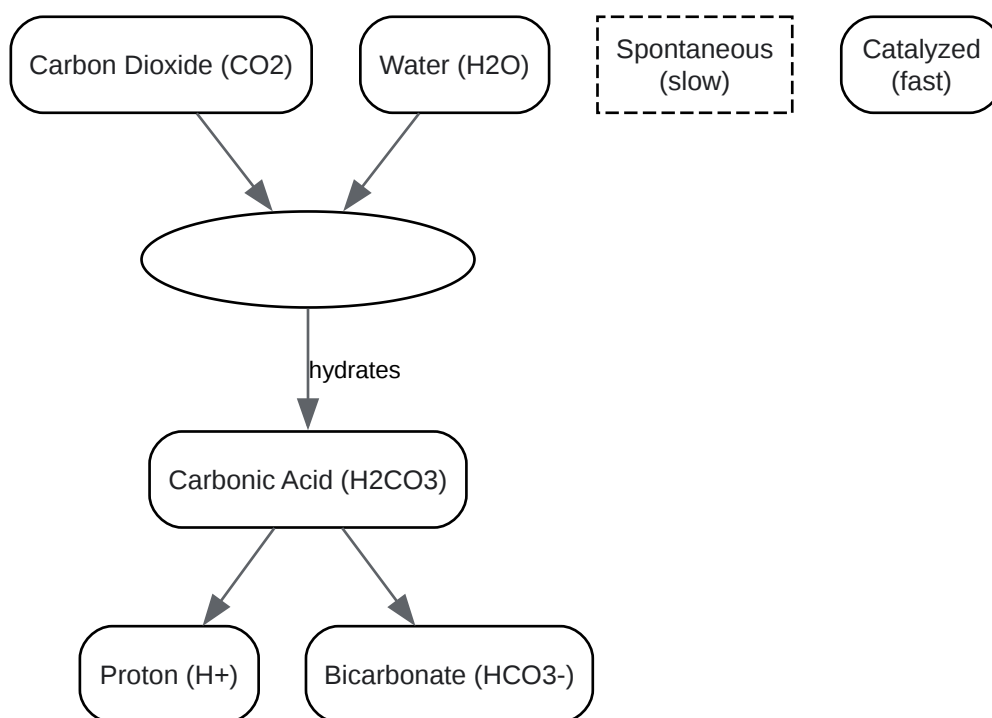 Carbon Dioxide (CO2)
Water (H2O)
Spontaneous
(slow)
Catalyzed
(fast)
hydrates
Carbonic Acid (H2CO3)
Proton (H+)
Bicarbonate (HCO3-)